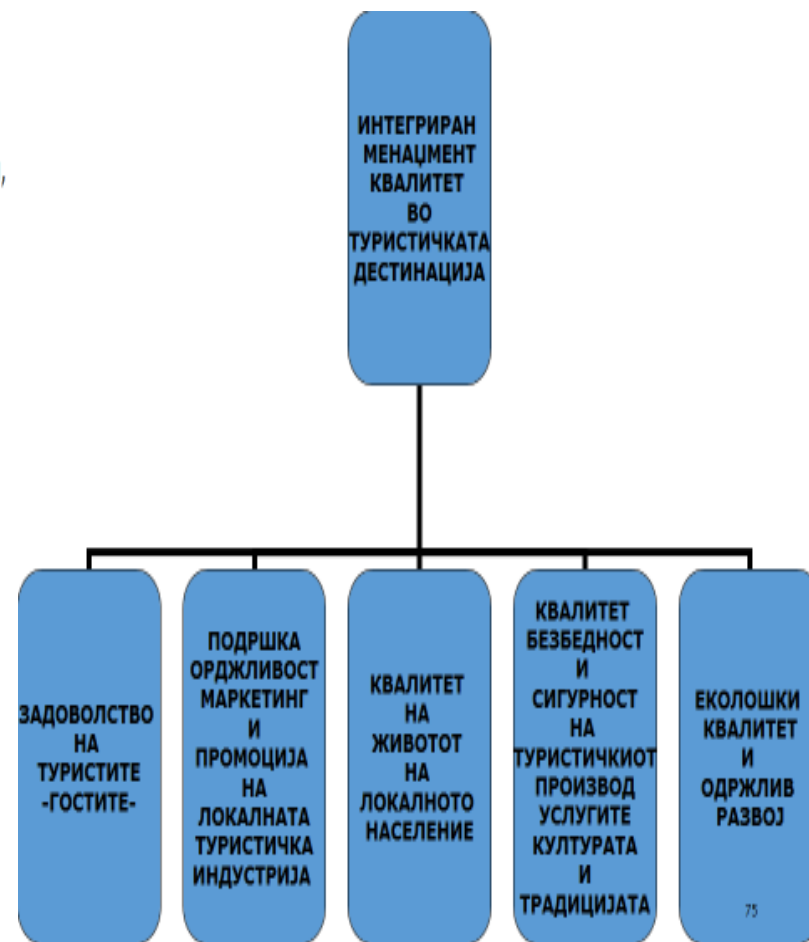 ,
ИНТЕГРИРАН
МЕНАЏМЕНТ
КВАЛИТЕТ
ВО
ТУРИСТИЧКАТА
ДЕСТИНАЦИЈА
ЗАДОВОЛСТВО
НА
ТУРИСТИТЕ
-ГОСТИТЕ-
ПОДРШКА
ОРДЖЛИВОСТ
МАРКЕТИНГ
И
ПРОМОЦИЈА
НА
ЛОКАЛНАТА
ТУРИСТИЧКА
ИНДУСТРИЈА
КВАЛИТЕТ
НА
ЖИВОТОТ
НА
ЛОКАЛНОТО
НАСЕЛЕНИЕ
КВАЛИТЕТ
БЕЗБЕДНОСТ
И
СИГУРНОСТ
НА
ТУРИСТИЧКИОТ
ПРОИЗВОД
УСЛУГИТЕ
КУЛТУРАТА
И
ТРАДИЦИЈАТА
ЕКОЛОШКИ
КВАЛИТЕТ
И
ОДРЖЛИВ
РАЗВОЈ
75